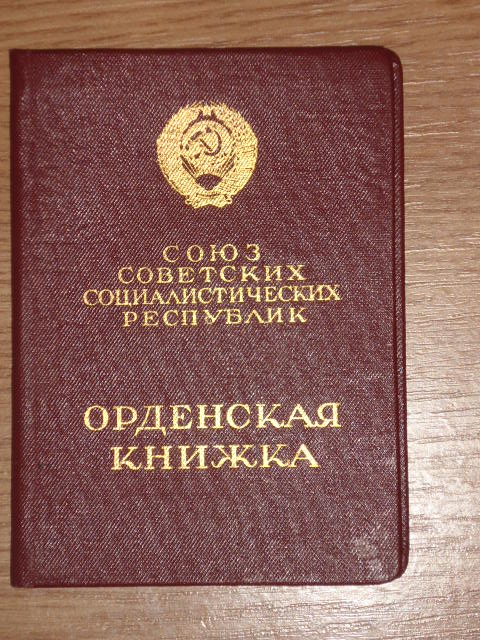 СОЮЗ
СОВЕТСКИХ
СОЦИАЛИСТИЧЕСКИХ
РЕСПУБЛИК
ОРДЕНСКАЯ
КНИЖКА